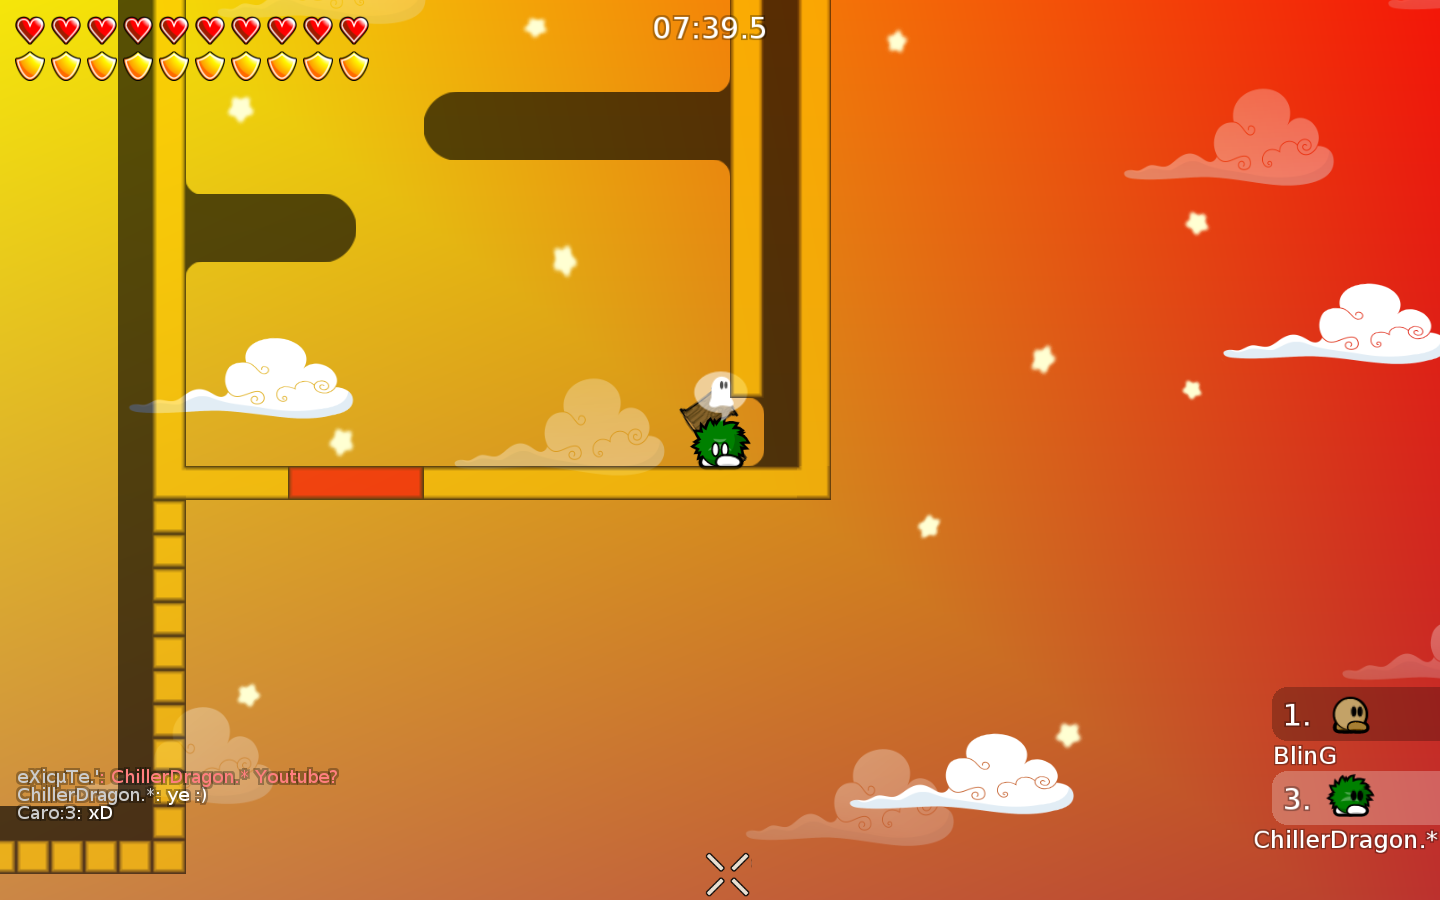 07:39.5
1.
BlinG
3.
ChillerDragon.*
eXicμTe.': ChillerDragon.* Youtube?
ChillerDragon.*: ye :)
Caro:3: xD